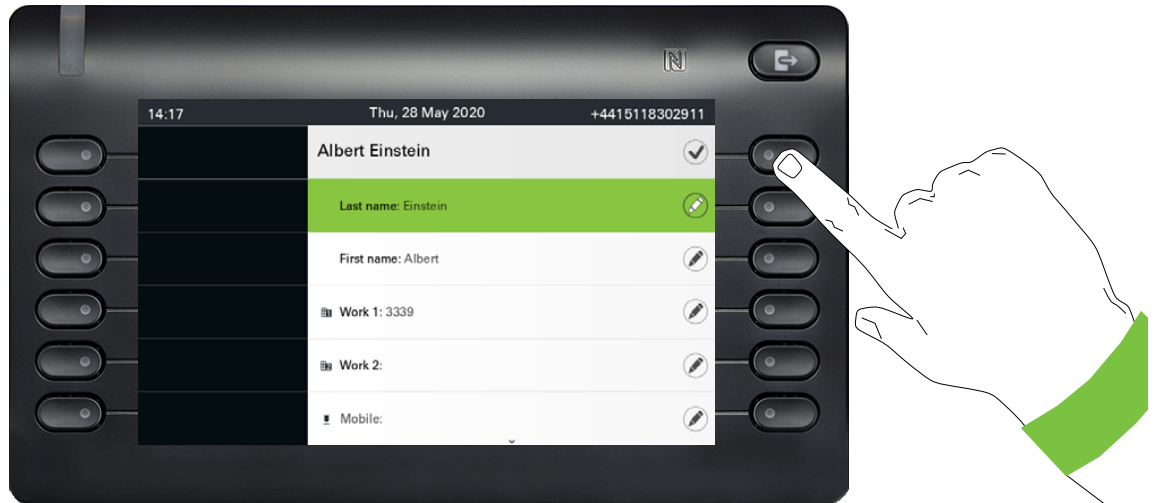 14:17 Thu, 28 May 2020 +4415118302911
Albert Einstein
Last name: Einstein
First name: Albert
Work 1: 3339
Work 2:
Mobile: